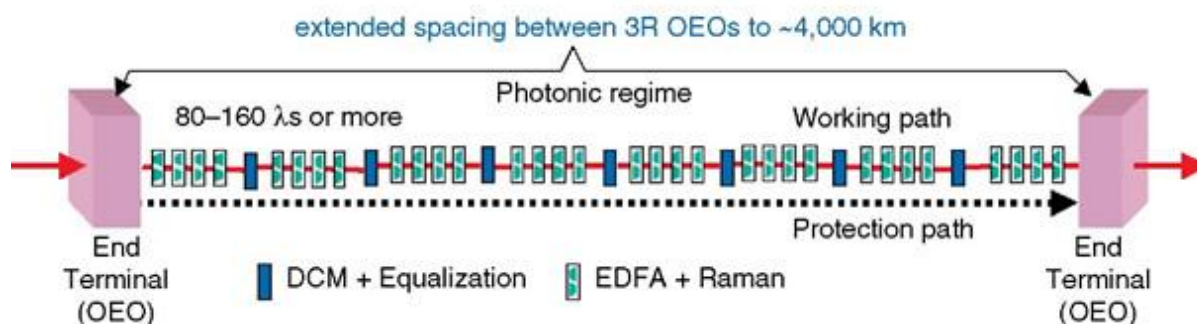 extended spacing between 3R OEOs to ~4,000 km
Photonic regime
80–160 λs or more
Working path
Protection path
End
Terminal
(OEO)
DCM + Equalization
EDFA + Raman
End
Terminal
(OEO)